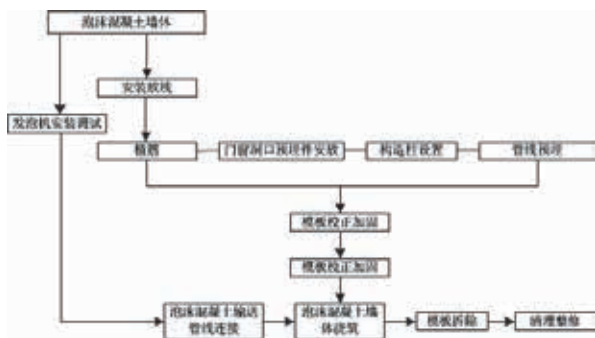 泡沫混凝土墙体
安装放线
发泡机安装调试
植筋
门窗洞口预埋件安放
构造柱设置
管线预埋
模板校正加固
模板校正加固
泡沫混凝土输送
管线连接
泡沫混凝土墙
体浇筑
模板拆除
清理整修